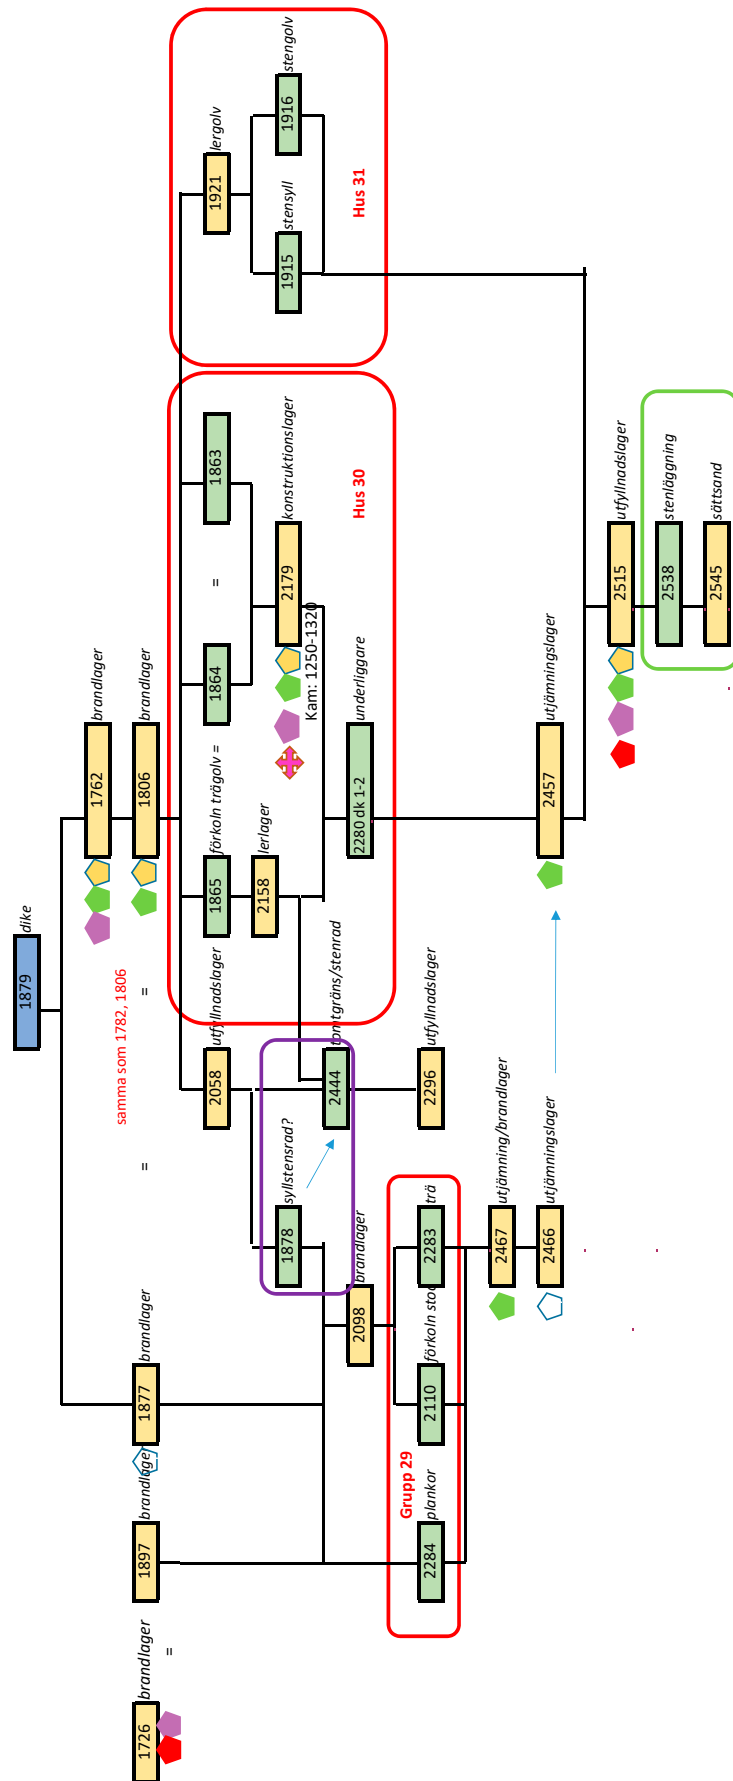 1879
dike
1762
brandlager
samma som 1782, 1806
1726
brandlager
=
1897
brandlage
1877
brandlager
=
=
1806
brandlager
2058
utfyllnadslager
1865
förkoln trägolv =
1864
=
1863
1921
lergolv
2158
lerlager
1878
syllstensrad?
2179
konstruktionslager
Kam: 1250-1320
1915
stensyll
1916
stengolv
2444
tomtgräns/stenrad
2098
brandlager
2280 dk 1-2
underliggare
Hus 30
Hus 31
Grupp 29
2284
plankor
2110
förkoln stoc
2283
trä
2296
utfyllnadslager
2467
utjämning/brandlager
2466
utjämningslager
2457
utjämningslager
2515
utfyllnadslager
2538
stenläggning
2545
sättsand